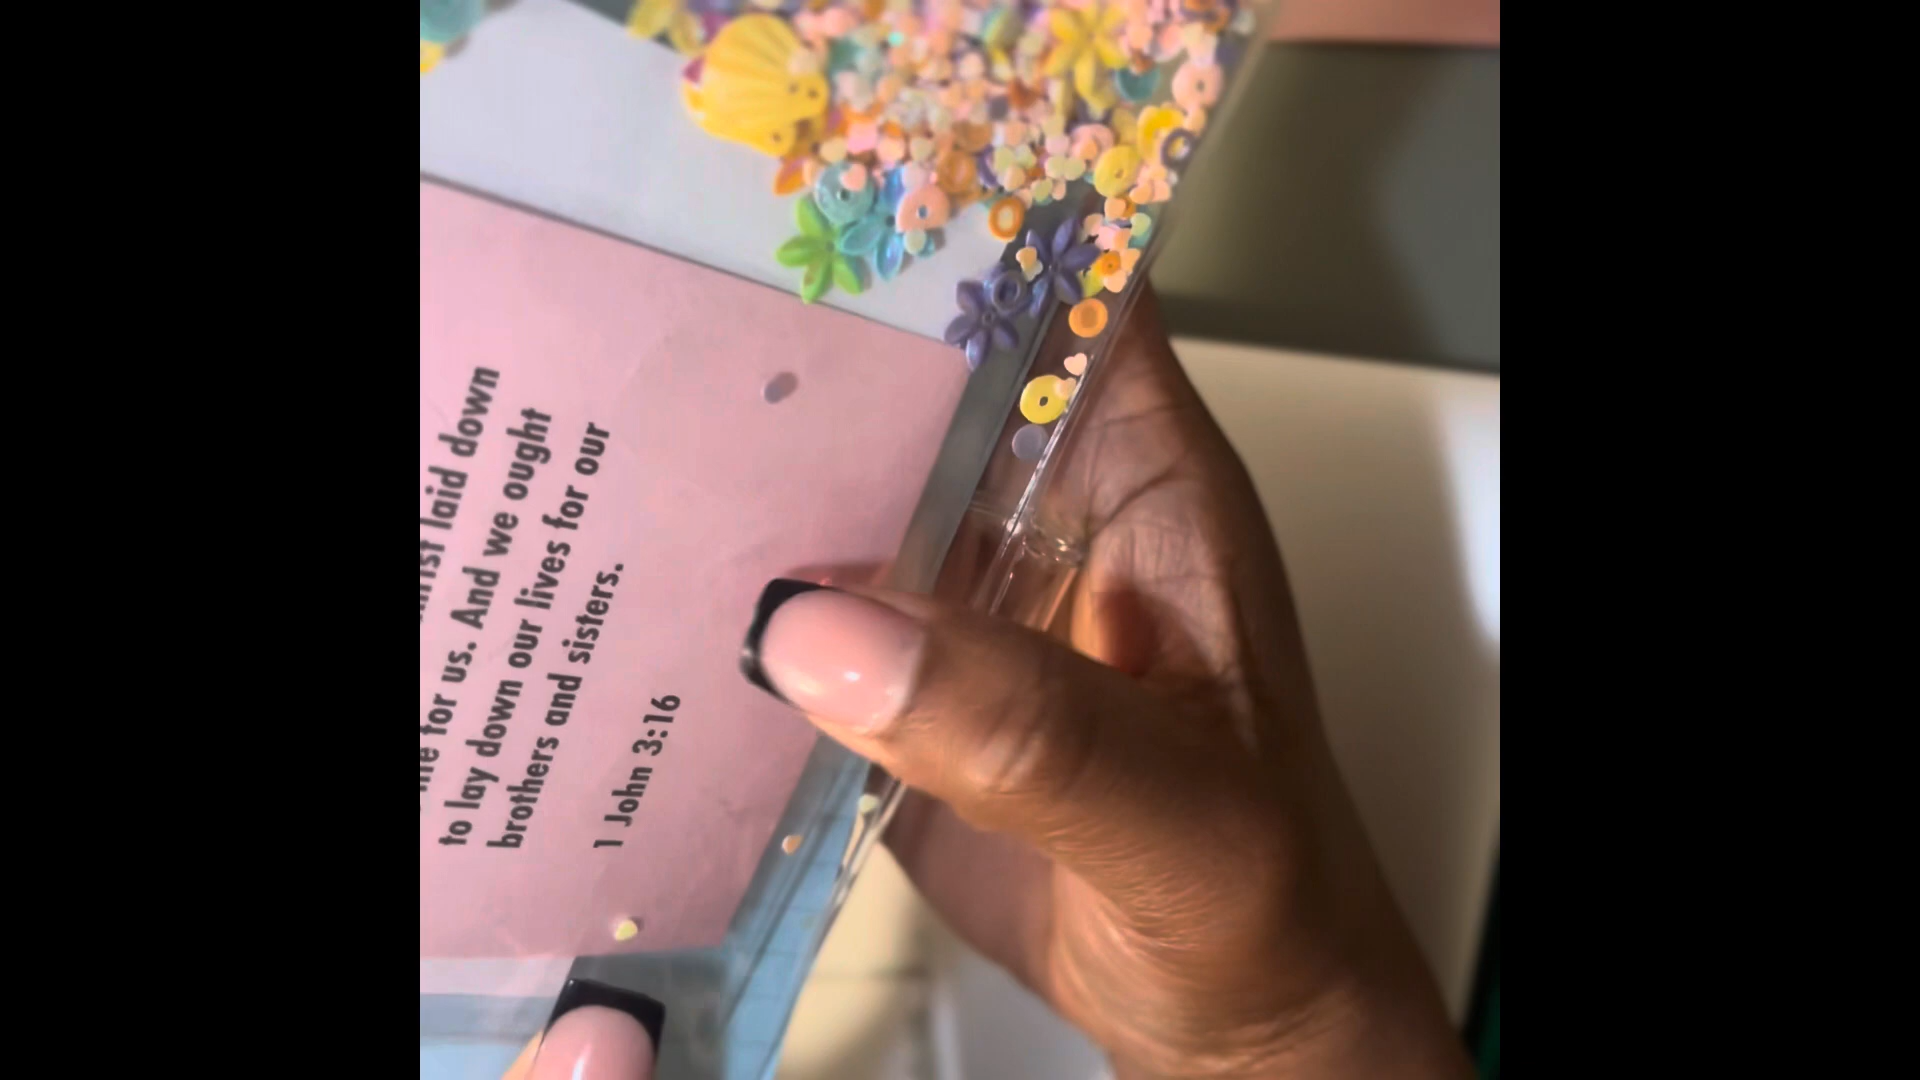 laid down
for us. And we ought
to lay down our lives for our
brothers and sisters.
1 John 3:16